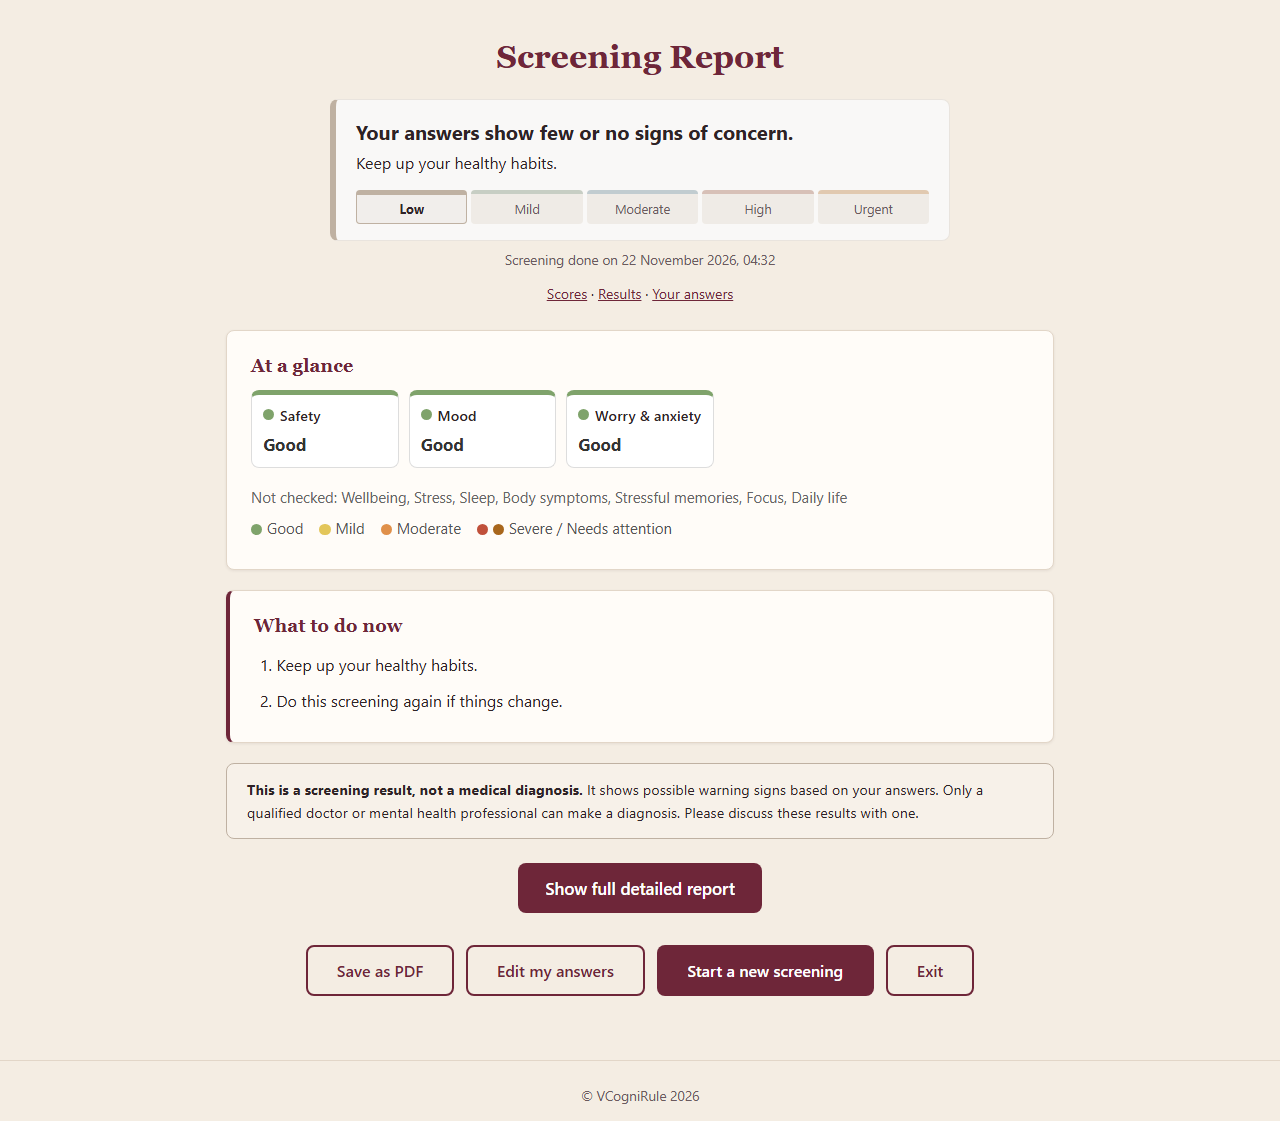 Screening Report
Your answers show few or no signs of concern.
Keep up your healthy habits.
Low Mild Moderate High Urgent
Screening done on 22 November 2026, 04:32
Scores · Results · Your answers
At a glance
Safety Mood Worry & anxiety
Good Good Good
Not checked: Wellbeing, Stress, Sleep, Body symptoms, Stressful memories, Focus, Daily life
Good Mild Moderate Severe / Needs attention
What to do now
1. Keep up your healthy habits.
2. Do this screening again if things change.
This is a screening result, not a medical diagnosis. It shows possible warning signs based on your answers. Only a
qualified doctor or mental health professional can make a diagnosis. Please discuss these results with one.
Show full detailed report
Save as PDF Edit my answers Start a new screening Exit
© VCogniRule 2026